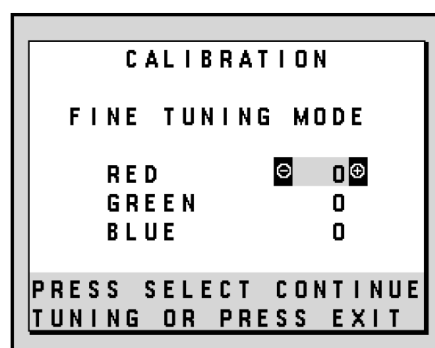 CALIBRATION
FINE TUNING MODE
RED ⊖ 0 ⊕
GREEN 0
BLUE 0
PRESS SELECT CONTINUE
TUNING OR PRESS EXIT